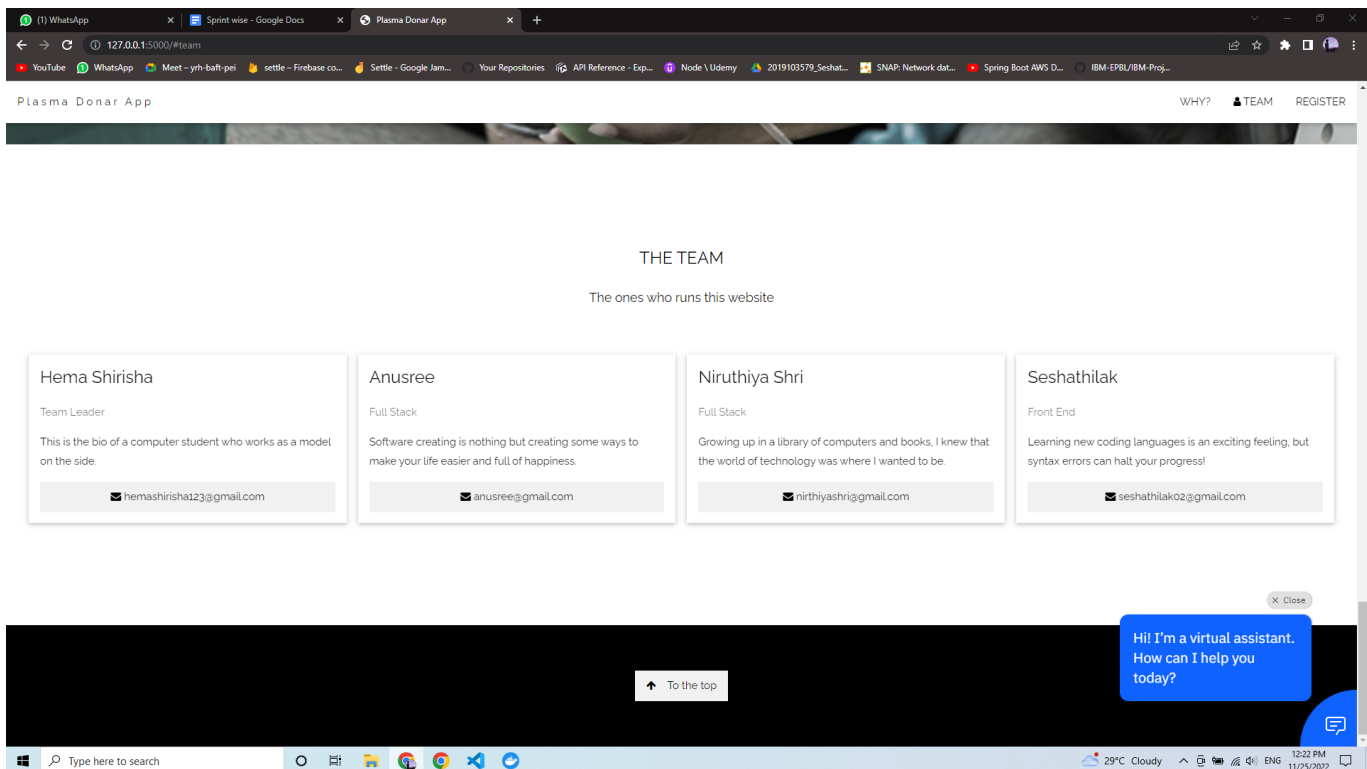 (1) WhatsApp
Sprint wise - Google Docs
Plasma Donar App
127.0.0.1:5000/#team
YouTube WhatsApp Meet – yrh-baft-pei settle – Firebase co... Settle - Google Jam... Your Repositories API Reference - Exp... Node \ Udemy 2019103579_Seshat... SNAP: Network dat... Spring Boot AWS D... IBM-EPBL/IBM-Proj...
Plasma Donar App
WHY? TEAM REGISTER
THE TEAM
The ones who runs this website
Hema Shirisha
Team Leader
This is the bio of a computer student who works as a model
on the side.
hemashirisha123@gmail.com
Anusree
Full Stack
Software creating is nothing but creating some ways to
make your life easier and full of happiness.
anusree@gmail.com
Niruthiya Shri
Full Stack
Growing up in a library of computers and books, I knew that
the world of technology was where I wanted to be.
nirthiyashri@gmail.com
Seshathilak
Front End
Learning new coding languages is an exciting feeling, but
syntax errors can halt your progress!
seshathilak02@gmail.com
× Close
Hi! I'm a virtual assistant.
How can I help you
today?
To the top
Type here to search
29°C Cloudy
ENG
12:22 PM
11/25/2022